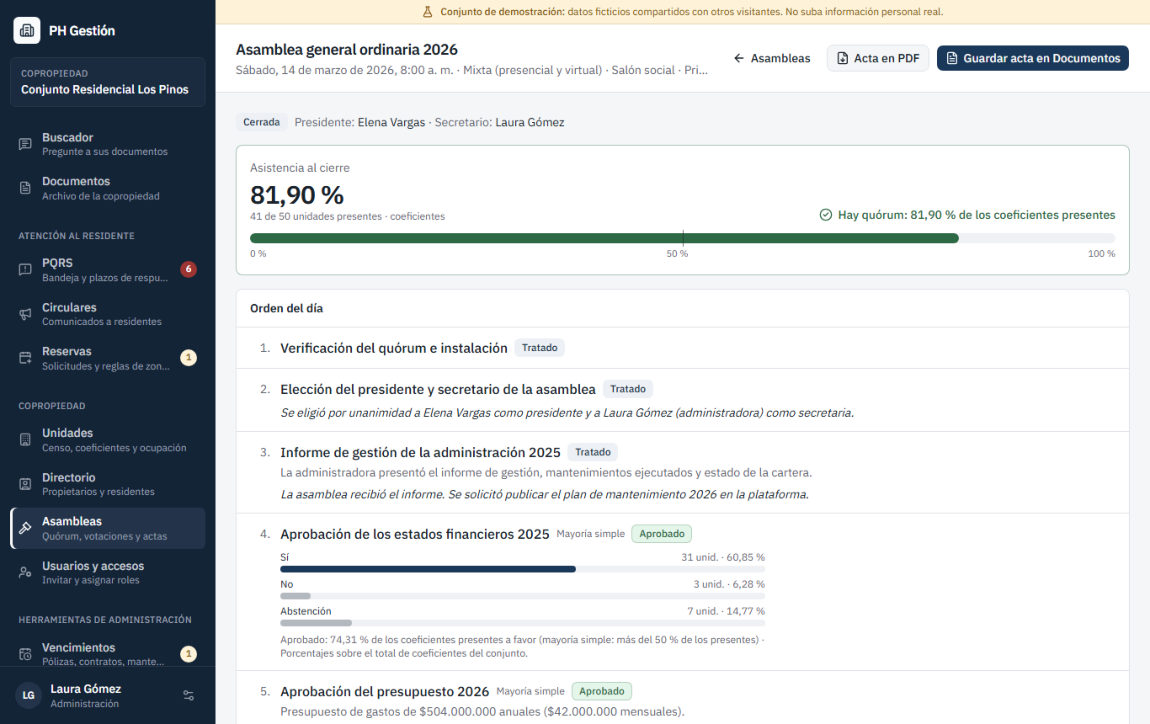 PH Gestión
COPROPIEDAD
Conjunto Residencial Los Pinos
Buscador
Pregunte a sus documentos
Documentos
Archivo de la copropiedad
ATENCIÓN AL RESIDENTE
PQRS
Bandeja y plazos de respu...
6
Circulares
Comunicados a residentes
Reservas
Solicitudes y reglas de zon...
1
COPROPIEDAD
Unidades
Censo, coeficientes y ocupación
Directorio
Propietarios y residentes
Asambleas
Quórum, votaciones y actas
Usuarios y accesos
Invitar y asignar roles
HERRAMIENTAS DE ADMINISTRACIÓN
Vencimientos
Pólizas, contratos, mante...
1
LG
Laura Gómez
Administración
Conjunto de demostración: datos ficticios compartidos con otros visitantes. No suba información personal real.
Asamblea general ordinaria 2026
Sábado, 14 de marzo de 2026, 8:00 a. m. · Mixta (presencial y virtual) · Salón social · Pri...
Asambleas
Acta en PDF
Guardar acta en Documentos
Cerrada Presidente: Elena Vargas · Secretario: Laura Gómez
Asistencia al cierre
81,90 %
41 de 50 unidades presentes · coeficientes
Hay quórum: 81,90 % de los coeficientes presentes
0 % 50 % 100 %
Orden del día
1. Verificación del quórum e instalación Tratado
2. Elección del presidente y secretario de la asamblea Tratado
Se eligió por unanimidad a Elena Vargas como presidente y a Laura Gómez (administradora) como secretaria.
3. Informe de gestión de la administración 2025 Tratado
La administradora presentó el informe de gestión, mantenimientos ejecutados y estado de la cartera.
La asamblea recibió el informe. Se solicitó publicar el plan de mantenimiento 2026 en la plataforma.
4. Aprobación de los estados financieros 2025 Mayoría simple Aprobado
Sí 31 unid. · 60,85 %
No 3 unid. · 6,28 %
Abstención 7 unid. · 14,77 %
Aprobado: 74,31 % de los coeficientes presentes a favor (mayoría simple: más del 50 % de los presentes) ·
Porcentajes sobre el total de coeficientes del conjunto.
5. Aprobación del presupuesto 2026 Mayoría simple Aprobado
Presupuesto de gastos de $504.000.000 anuales ($42.000.000 mensuales).